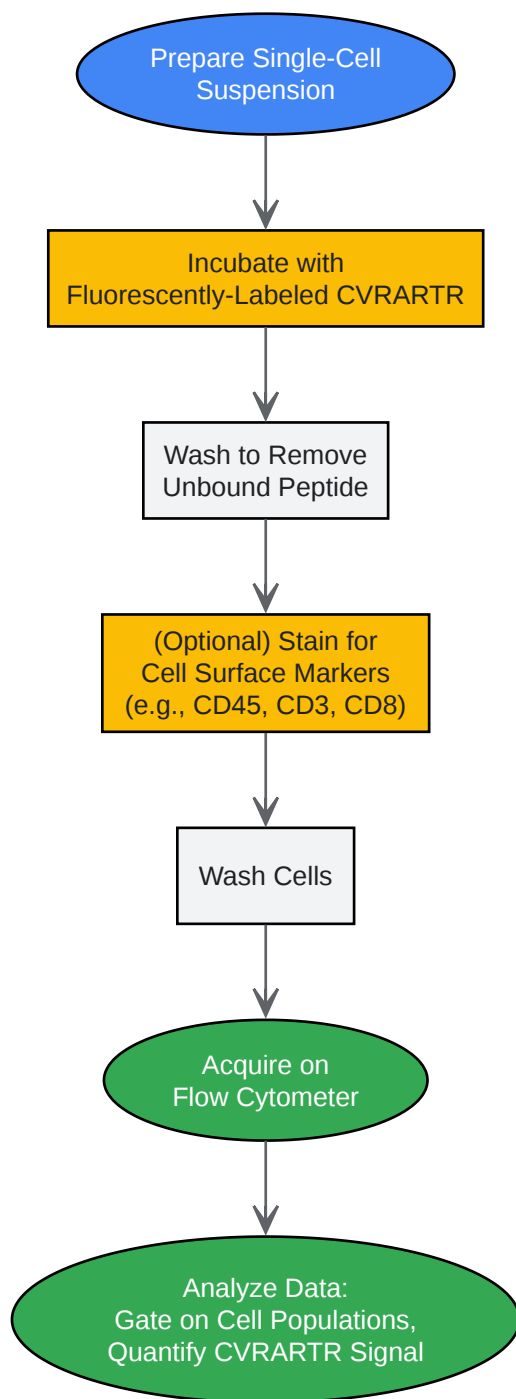 Prepare Single-Cell
Suspension
Incubate with
Fluorescently-Labeled CVRARTR
Wash to Remove
Unbound Peptide
(Optional) Stain for
Cell Surface Markers
(e.g., CD45, CD3, CD8)
Wash Cells
Acquire on
Flow Cytometer
Analyze Data:
Gate on Cell Populations,
Quantify CVRARTR Signal